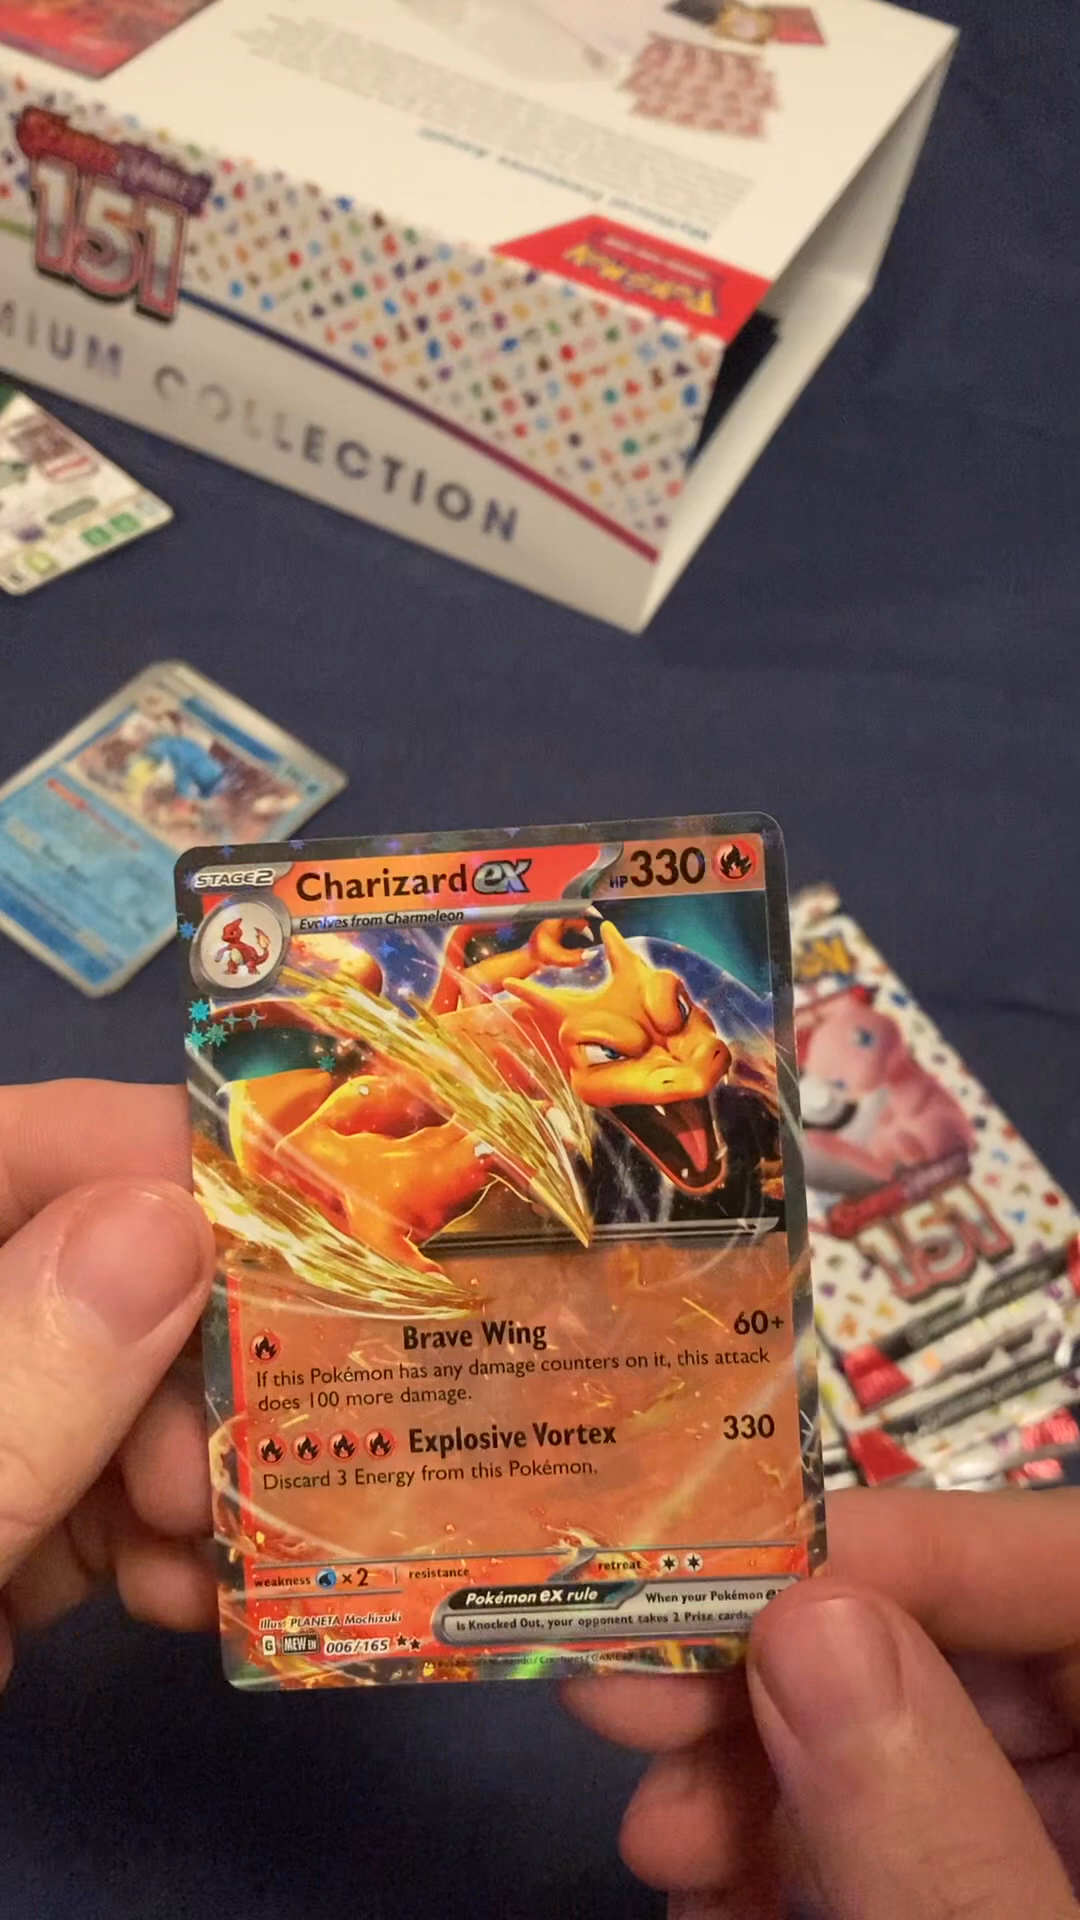 151
MIUM COLLECTION
Pokémon
STAGE2
Charizard ex
HP 330
Evolves from Charmeleon
Brave Wing 60+
If this Pokémon has any damage counters on it, this attack
does 100 more damage.
Explosive Vortex 330
Discard 3 Energy from this Pokémon.
weakness ×2 resistance retreat
Pokémon ex rule When your Pokémon e
is Knocked Out, your opponent takes 2 Prize cards.
Illus. PLANETA Mochizuki
G MEW EN 006/165
151